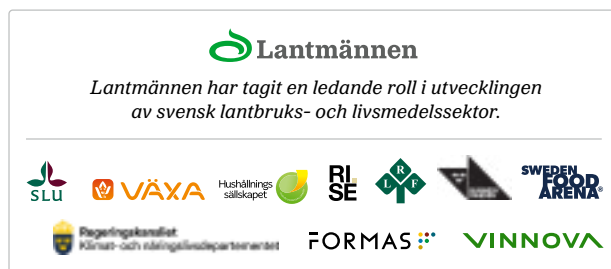 Lantmännen
Lantmännen har tagit en ledande roll i utvecklingen
av svensk lantbruks- och livsmedelssektor.
SLU
VÄXA
Hushållnings
sällskapet
RI.
SE
LRF
SWEDEN
FOOD
ARENA®
Regeringskansliet
Klimat- och näringslivsdepartementet
FORMAS
VINNOVA